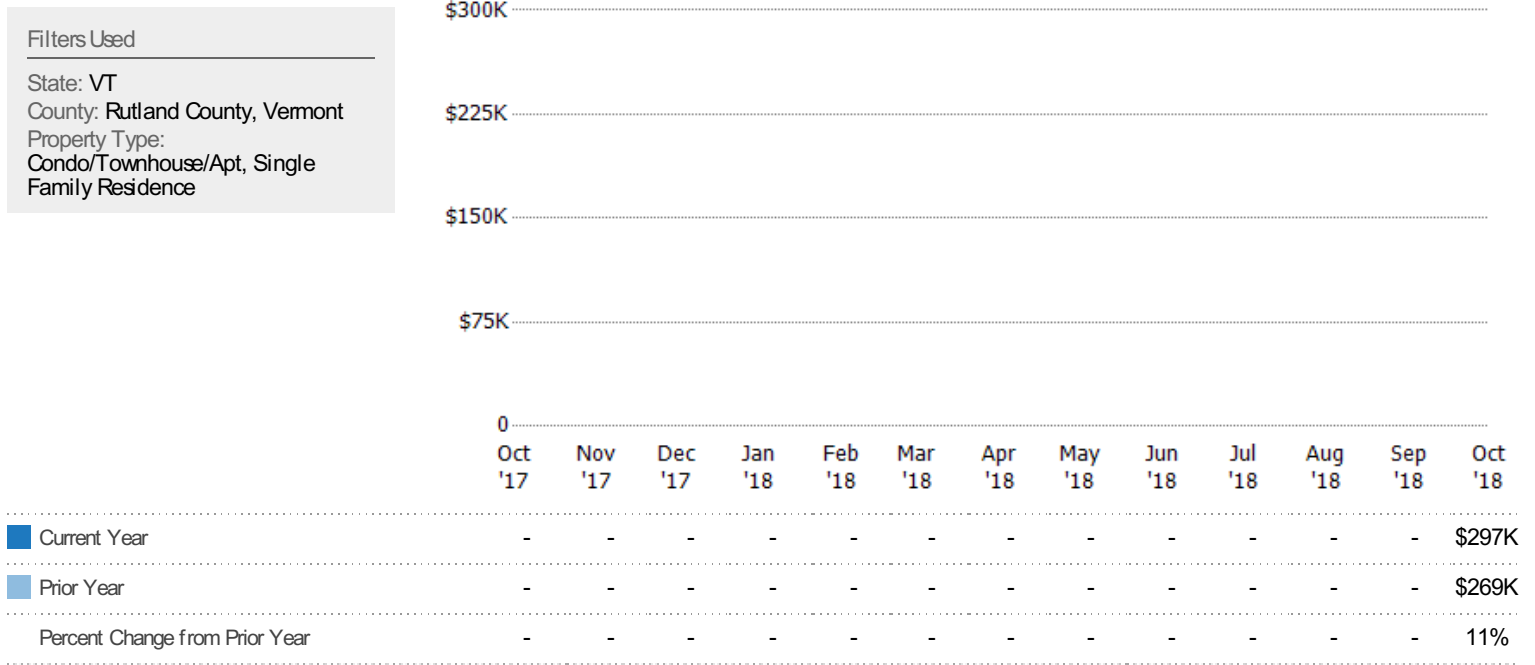 Filters Used
State: VT
County: Rutland County, Vermont
Property Type:
Condo/Townhouse/Apt, Single
Family Residence
$300K
$225K
$150K
$75K
0
Oct Nov Dec Jan Feb Mar Apr May Jun Jul Aug Sep Oct
'17 '17 '17 '18 '18 '18 '18 '18 '18 '18 '18 '18 '18
Current Year - - - - - - - - - - - - $297K
Prior Year - - - - - - - - - - - - $269K
Percent Change from Prior Year - - - - - - - - - - - - 11%